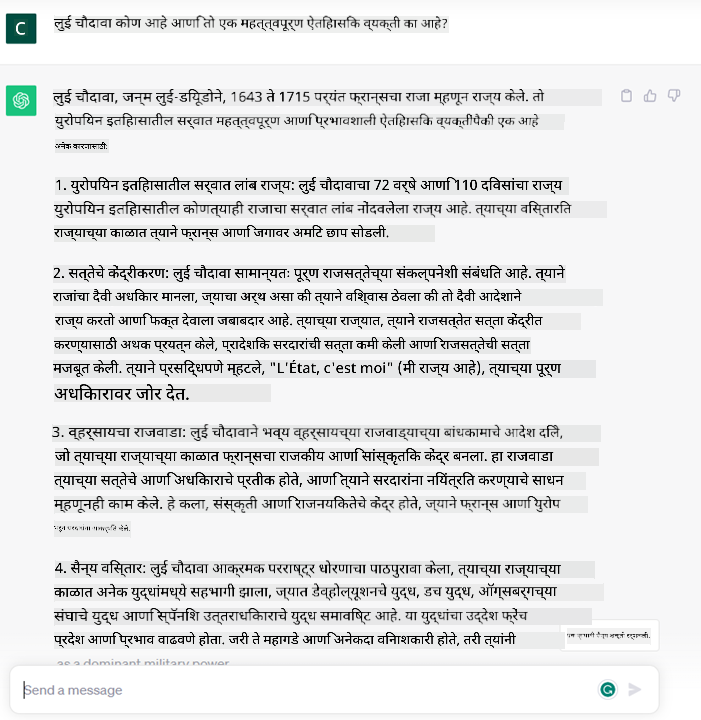 C
लुई चौदावा कोण आहे आणि तो एक महत्त्वपूर्ण ऐतिहासिक व्यक्ती का आहे?
लुई चौदावा, जन्म लुई-डियूडोने, 1643 ते 1715 पर्यंत फ्रान्सचा राजा म्हणून राज्य केले. तो
युरोपियन इतिहासातील सर्वात महत्त्वपूर्ण आणि प्रभावशाली ऐतिहासिक व्यक्तींपैकी एक आहे
अनेक कारणांसाठी:
1. युरोपियन इतिहासातील सर्वात लांब राज्य: लुई चौदावाचा 72 वर्षे आणि 110 दिवसांचा राज्य
युरोपियन इतिहासातील कोणत्याही राजाचा सर्वात लांब नोंदवलेला राज्य आहे. त्याच्या विस्तारित
राज्याच्या काळात त्याने फ्रान्स आणि जगावर अमिट छाप सोडली.
2. सत्तेचे केंद्रीकरण: लुई चौदावा सामान्यतः पूर्ण राजसत्तेच्या संकल्पनेशी संबंधित आहे. त्याने
राजांचा दैवी अधिकार मानला, ज्याचा अर्थ असा की त्याने विश्वास ठेवला की तो दैवी आदेशाने
राज्य करतो आणि फक्त देवाला जबाबदार आहे. त्याच्या राज्यात, त्याने राजसत्तेत सत्ता केंद्रीत
करण्यासाठी अथक प्रयत्न केले, प्रादेशिक सरदारांची सत्ता कमी केली आणि राजसत्तेची सत्ता
मजबूत केली. त्याने प्रसिद्धपणे म्हटले, "L'État, c'est moi" (मी राज्य आहे), त्याच्या पूर्ण
अधिकारावर जोर देत.
3. व्हर्सायचा राजवाडा: लुई चौदावाने भव्य व्हर्सायच्या राजवाड्याच्या बांधकामाचे आदेश दिले,
जो त्याच्या राज्याच्या काळात फ्रान्सचा राजकीय आणि सांस्कृतिक केंद्र बनला. हा राजवाडा
त्याच्या सत्तेचे आणि अधिकाराचे प्रतीक होते, आणि त्याने सरदारांना नियंत्रित करण्याचे साधन
म्हणूनही काम केले. हे कला, संस्कृती आणि राजनयिकतेचे केंद्र होते, ज्याने फ्रान्स आणि युरोप
4. सैन्य विस्तार: लुई चौदावा आक्रमक परराष्ट्र धोरणाचा पाठपुरावा केला, त्याच्या राज्याच्या
काळात अनेक युद्धांमध्ये सहभागी झाला, ज्यात डेव्होल्यूशनचे युद्ध, डच युद्ध, ऑग्सबर्गच्या
संघाचे युद्ध आणि स्पॅनिश उत्तराधिकाराचे युद्ध समाविष्ट आहे. या युद्धांचा उद्देश फ्रेंच
प्रदेश आणि प्रभाव वाढवणे होता. जरी ते महागडे आणि अनेकदा विनाशकारी होते, तरी त्यांनी
as a dominant military power
Send a message